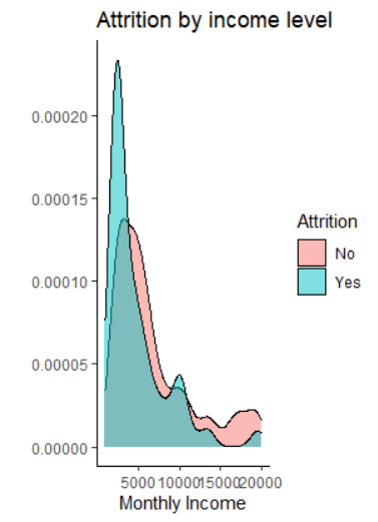 Attrition by income level
0.00020
0.00015
0.00010
0.00005
0.00000
Attrition
No
Yes
5000 10000 15000 20000
Monthly Income